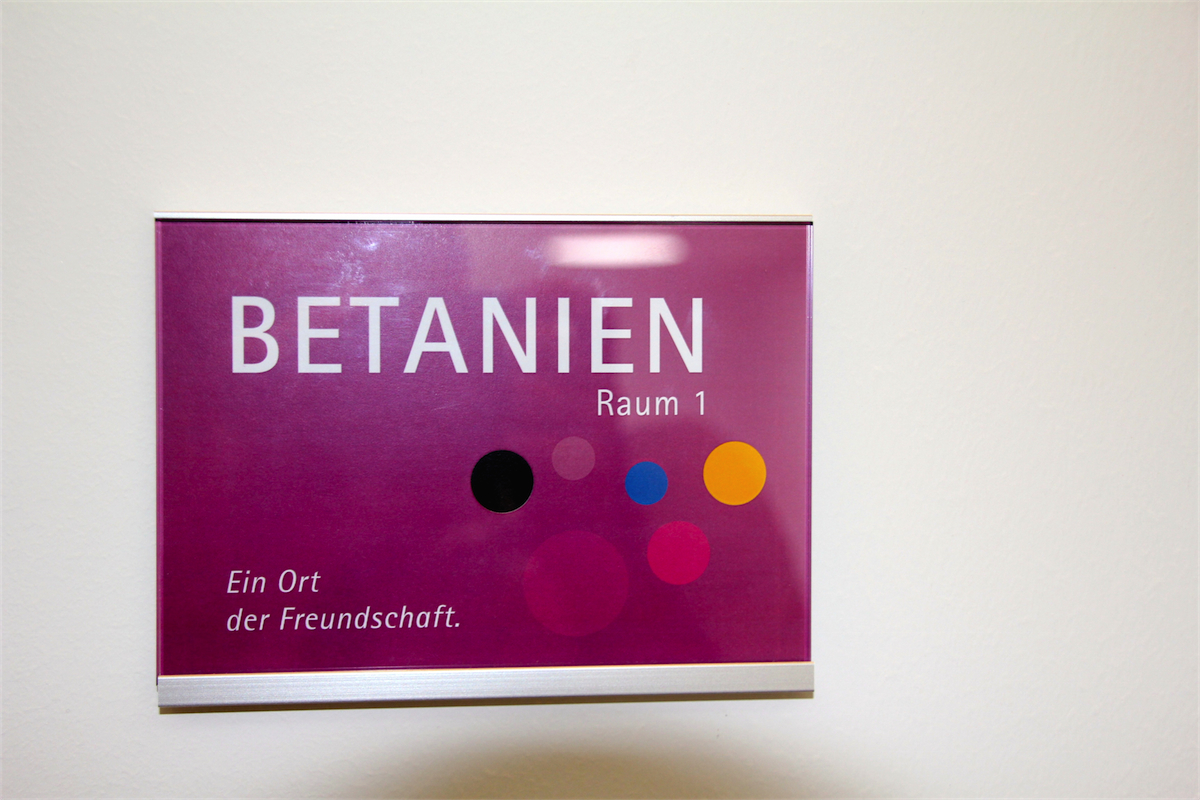 BETANIEN
Raum 1
Ein Ort
der Freundschaft.